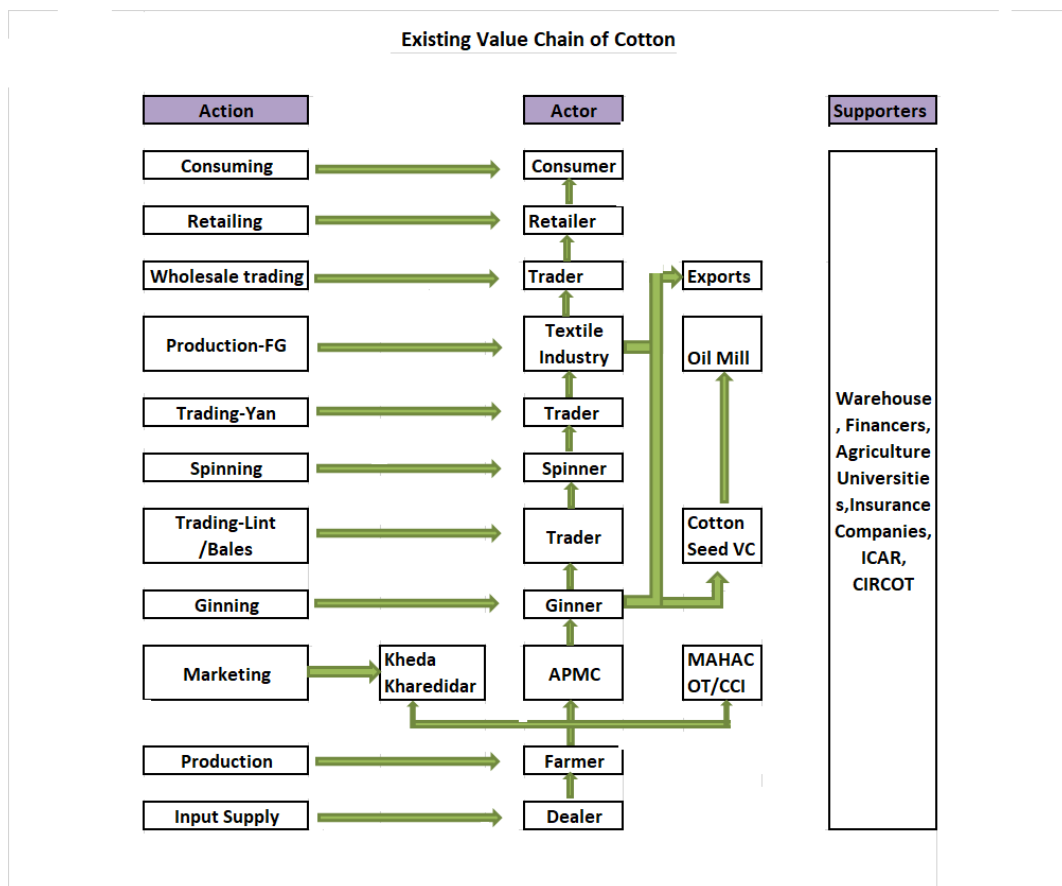 Existing Value Chain of Cotton
Action
Actor
Supporters
Consuming
Consumer
Retailing
Retailer
Wholesale trading
Trader
Exports
Production-FG
Textile
Industry
Oil Mill
Trading-Yan
Trader
Spinning
Spinner
Trading-Lint
/Bales
Trader
Cotton
Seed VC
Ginning
Ginner
Marketing
Kheda
Kharedidar
APMC
MAHAC
OT/CCI
Production
Farmer
Input Supply
Dealer
Warehouse
, Financers,
Agriculture
Universitie
s,Insurance
Companies,
ICAR,
CIRCOT